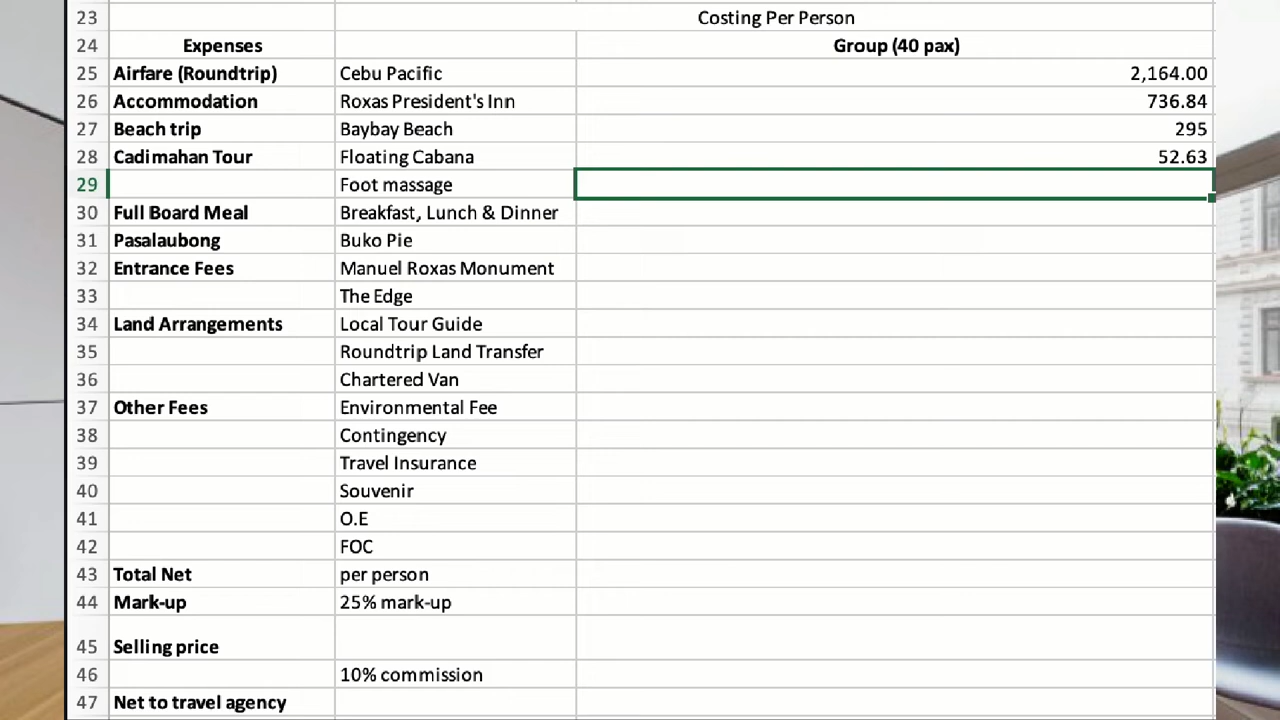 23 Costing Per Person
24 Expenses Group (40 pax)
25 Airfare (Roundtrip) Cebu Pacific 2,164.00
26 Accommodation Roxas President's Inn 736.84
27 Beach trip Baybay Beach 295
28 Cadimahan Tour Floating Cabana 52.63
29 Foot massage
30 Full Board Meal Breakfast, Lunch & Dinner
31 Pasalaubong Buko Pie
32 Entrance Fees Manuel Roxas Monument
33 The Edge
34 Land Arrangements Local Tour Guide
35 Roundtrip Land Transfer
36 Chartered Van
37 Other Fees Environmental Fee
38 Contingency
39 Travel Insurance
40 Souvenir
41 O.E
42 FOC
43 Total Net per person
44 Mark-up 25% mark-up
45 Selling price
46 10% commission
47 Net to travel agency